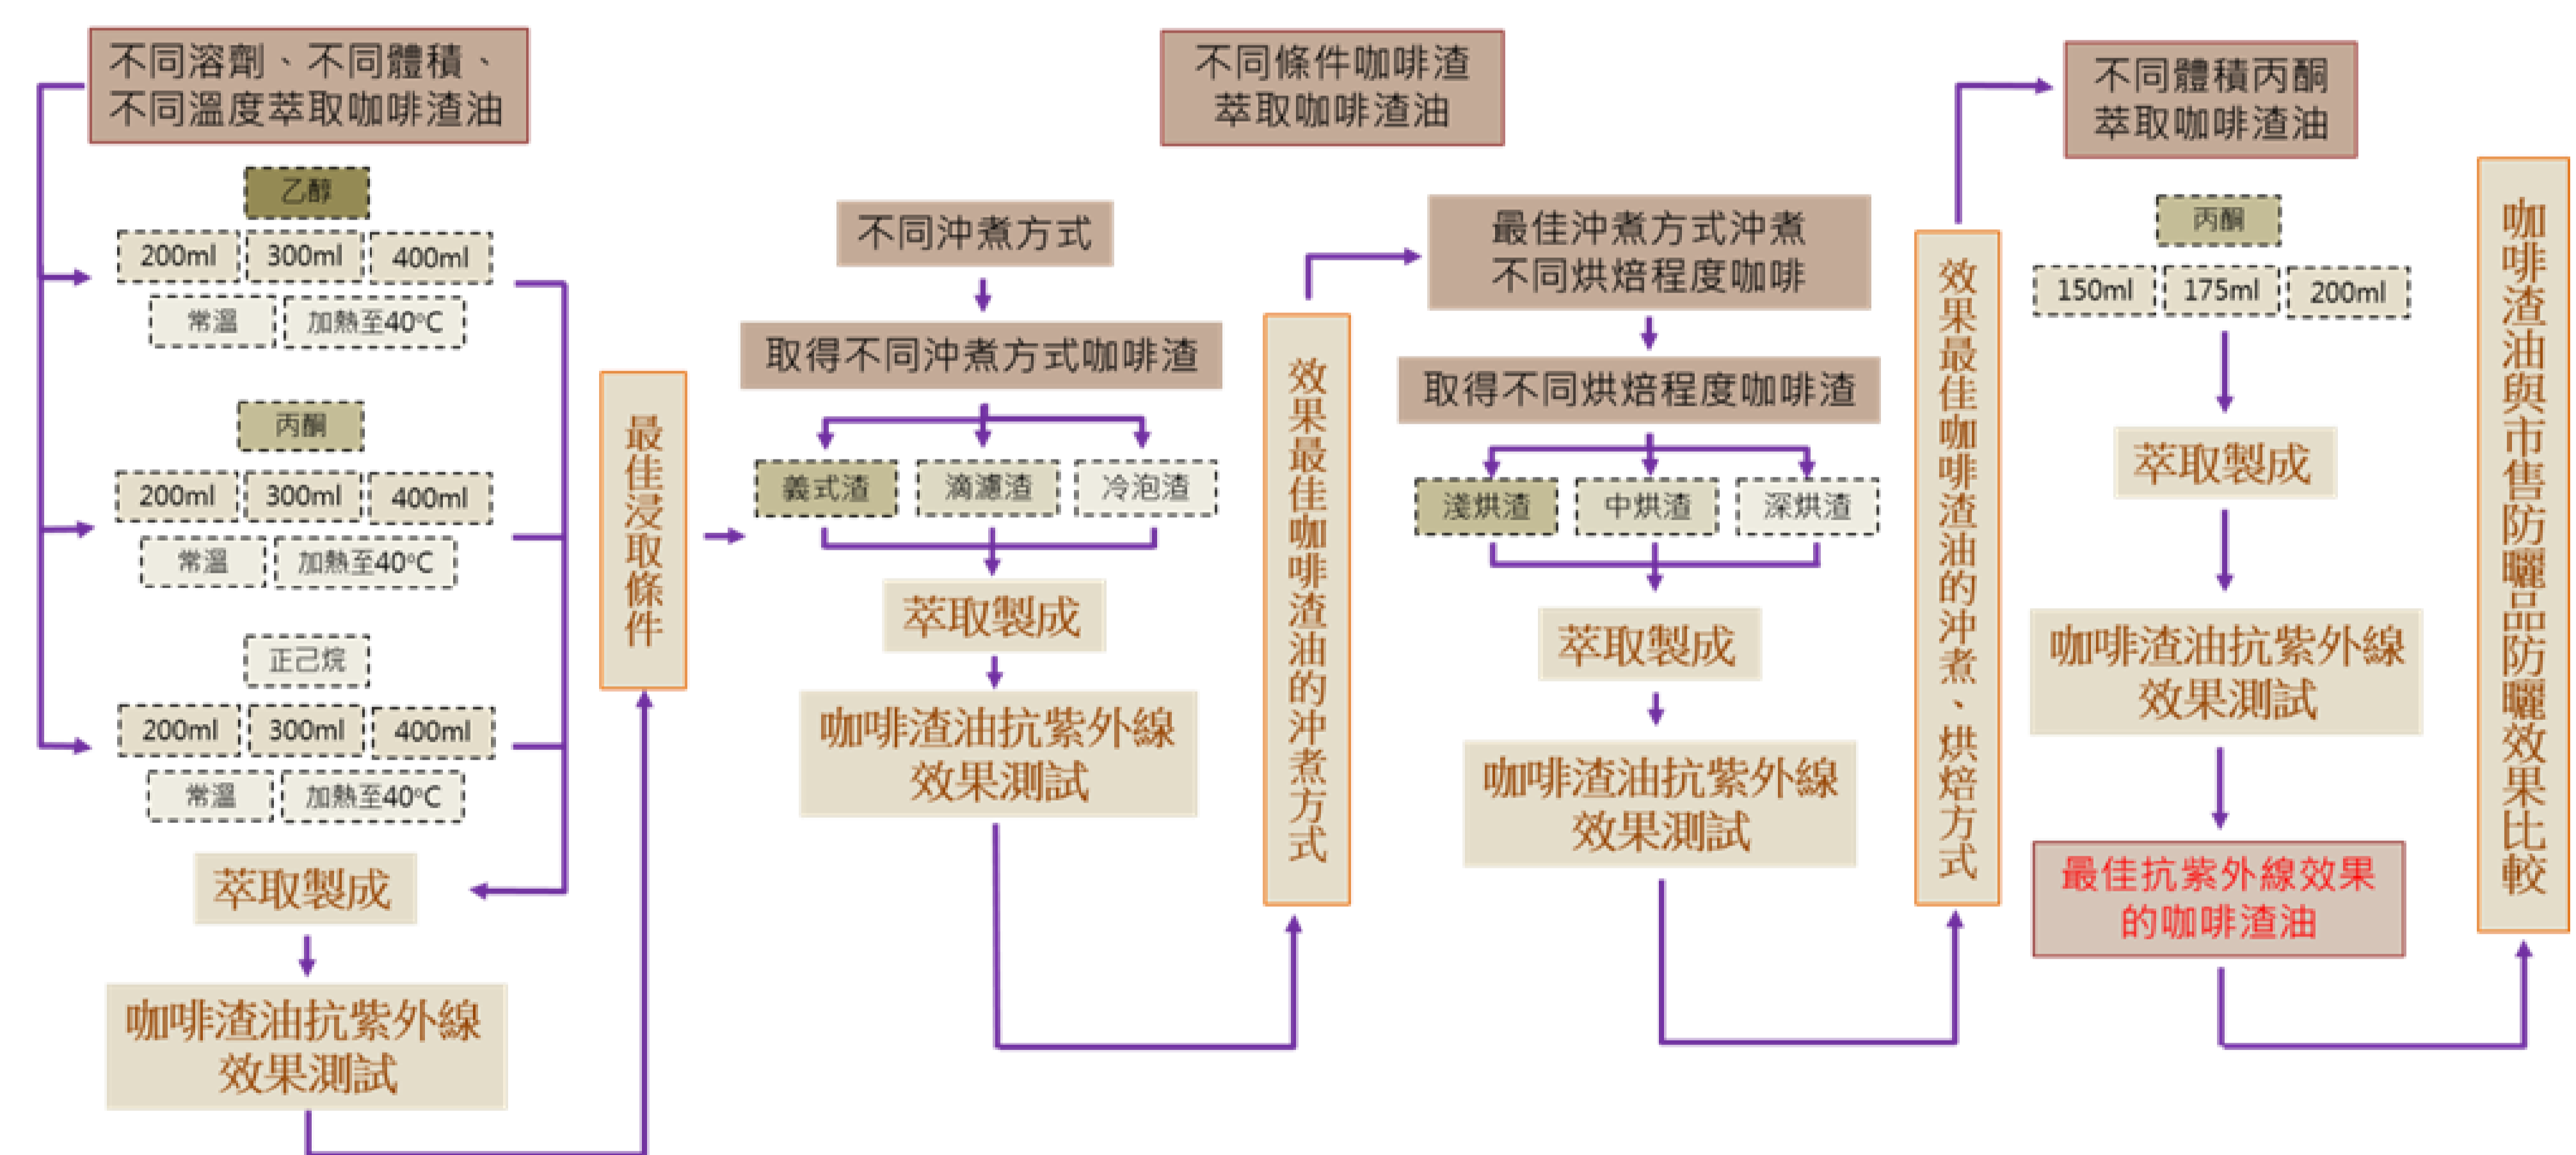 不同溶劑、不同體積、
不同溫度萃取咖啡渣油
乙醇
200ml 300ml 400ml
常溫 加熱至40°C
丙酮
200ml 300ml 400ml
常溫 加熱至40°C
正己烷
200ml 300ml 400ml
常溫 加熱至40°C
萃取製成
咖啡渣油抗紫外線
效果測試
最佳浸取條件
不同條件咖啡渣
萃取咖啡渣油
不同沖煮方式
取得不同沖煮方式咖啡渣
義式渣 滴濾渣 冷泡渣
萃取製成
咖啡渣油抗紫外線
效果測試
效果最佳咖啡渣油的沖煮方式
最佳沖煮方式沖煮
不同烘焙程度咖啡
取得不同烘焙程度咖啡渣
淺烘渣 中烘渣 深烘渣
萃取製成
咖啡渣油抗紫外線
效果測試
效果最佳咖啡渣油的沖煮、烘焙方式
不同體積丙酮
萃取咖啡渣油
丙酮
150ml 175ml 200ml
萃取製成
咖啡渣油抗紫外線
效果測試
最佳抗紫外線效果
的咖啡渣油
咖啡渣油與市售防曬品防曬效果比較